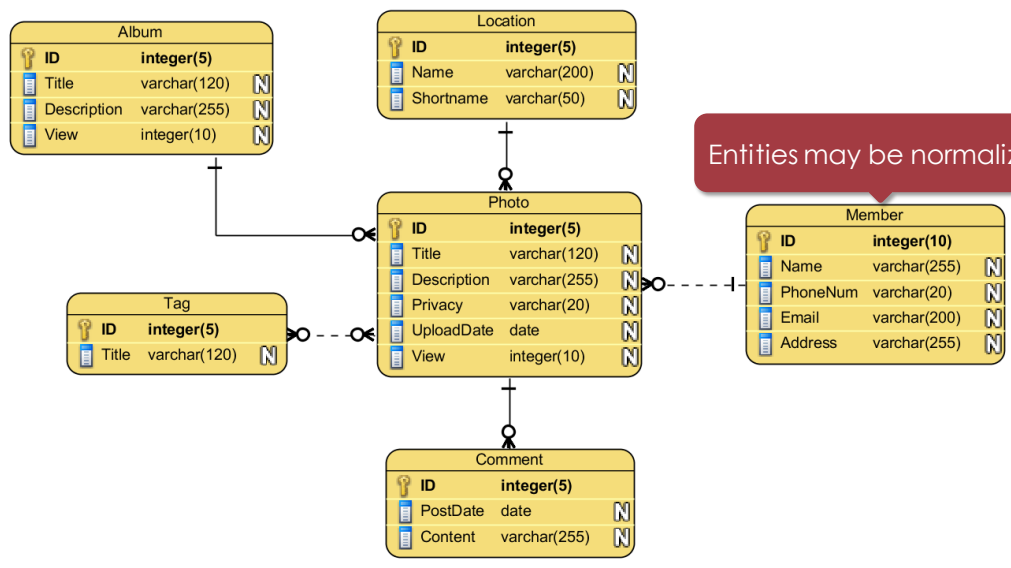 Album
ID integer(5)
Title varchar(120) N
Description varchar(255) N
View integer(10) N
Location
ID integer(5)
Name varchar(200) N
Shortname varchar(50) N
Entities may be normaliz
Photo
ID integer(5)
Title varchar(120) N
Description varchar(255) N
Privacy varchar(20) N
UploadDate date N
View integer(10) N
Member
ID integer(10)
Name varchar(255) N
PhoneNum varchar(20) N
Email varchar(200) N
Address varchar(255) N
Tag
ID integer(5)
Title varchar(120) N
Comment
ID integer(5)
PostDate date N
Content varchar(255) N